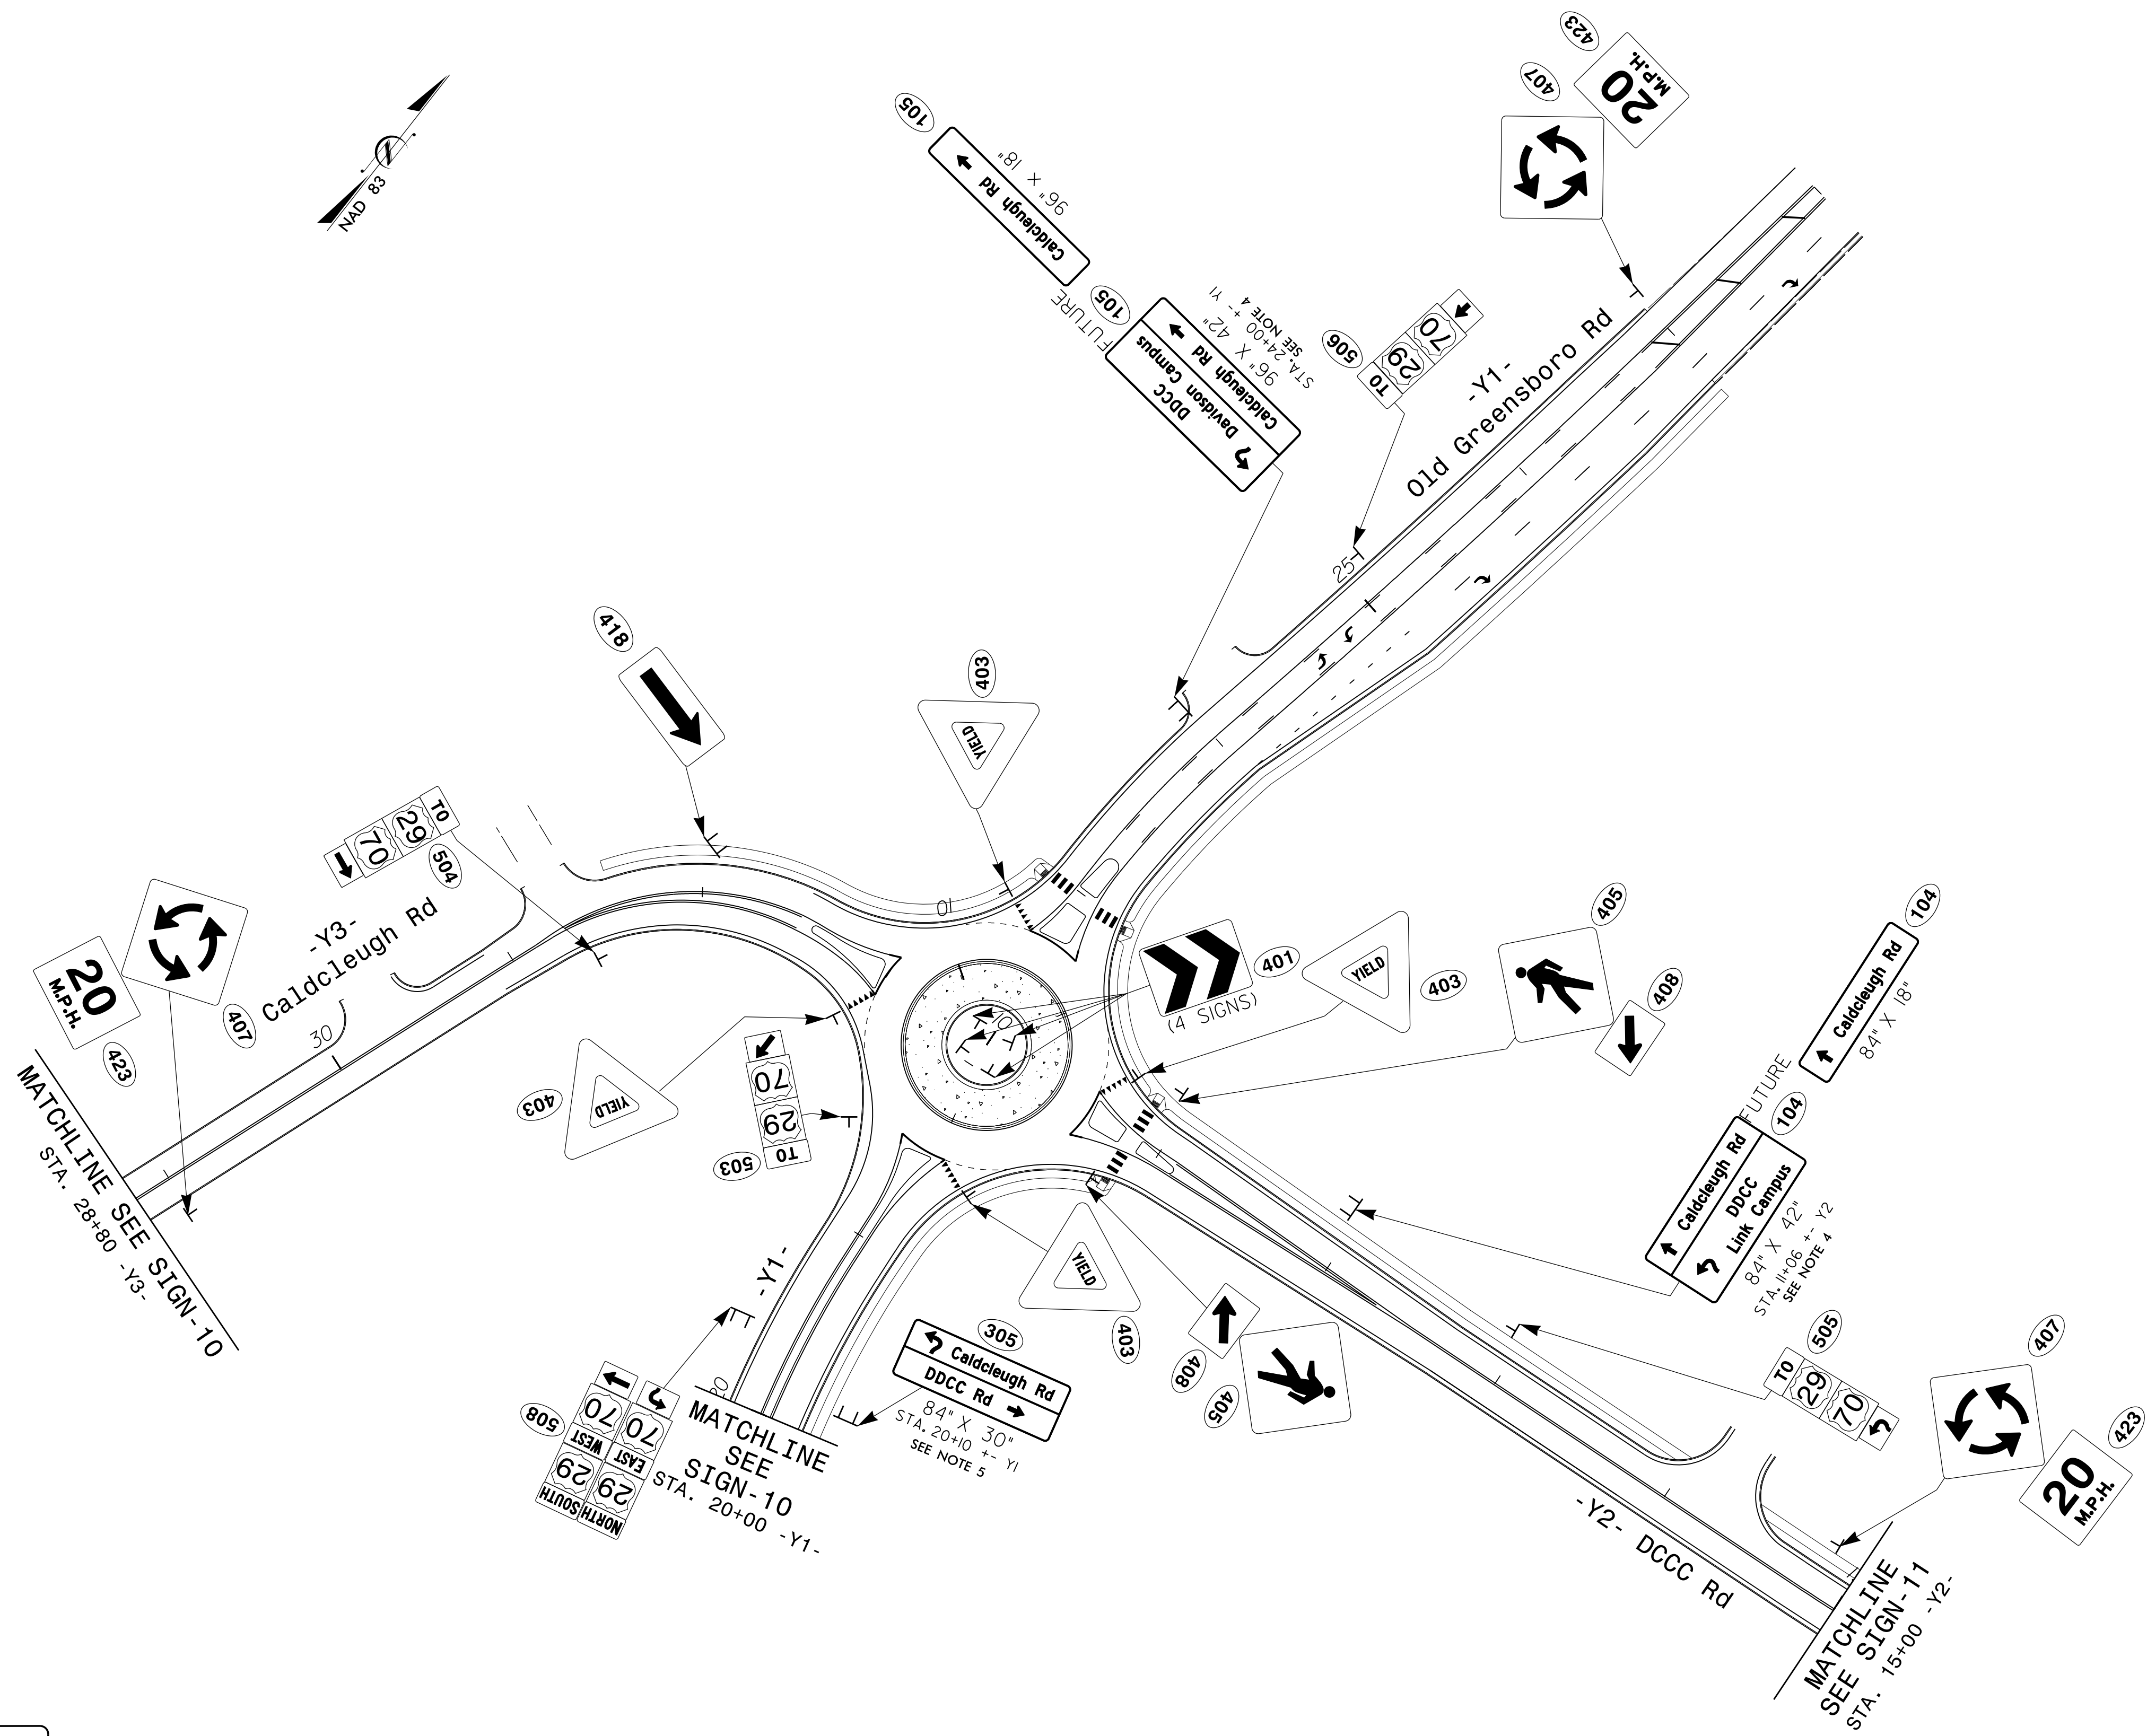 423
407
20
M.P.H.
NAD 83
105
96" X 18"
Caldcleugh Rd
FUTURE
105
STA. 24+00 +- Y1
SEE NOTE 4
96" X 42"
Caldcleugh Rd
DDCC
Davidson Campus
506
TO
29
70
-Y1-
Old Greensboro Rd
25
418
403
YIELD
TO
29
70
504
-Y3-
Caldcleugh Rd
407
20
M.P.H.
423
30
MATCHLINE SEE SIGN-10
STA. 28+80 -Y3-
10
10
401
(4 SIGNS)
YIELD
403
405
408
104
Caldcleugh Rd
84" X 18"
FUTURE
104
Caldcleugh Rd
DDCC
Link Campus
84" X 42"
STA. 11+06 +- Y2
SEE NOTE 4
403
YIELD
70
29
TO
503
-Y1-
20
YIELD
403
305
Caldcleugh Rd
DDCC Rd
84" X 30"
STA. 20+10 +- Y1
SEE NOTE 5
408
405
508
70
WEST
29
SOUTH
70
EAST
29
NORTH
MATCHLINE
SEE
SIGN-10
STA. 20+00 -Y1-
505
TO
29
70
407
423
20
M.P.H.
-Y2- DCCC Rd
MATCHLINE
SEE SIGN-11
STA. 15+00 -Y2-